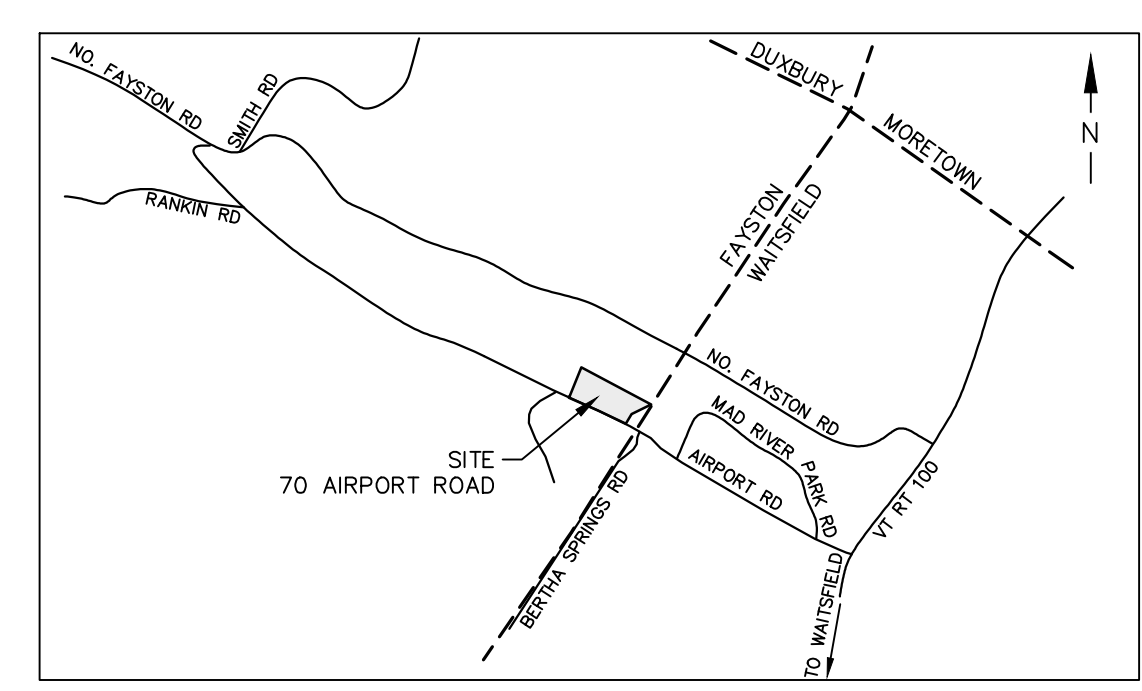 NO. FAYSTON RD
SMITH RD
RANKIN RD
DUXBURY
MORETOWN
N
FAYSTON
WAITSFIELD
NO. FAYSTON RD
MAD RIVER PARK RD
AIRPORT RD
SITE
70 AIRPORT ROAD
BERTHA SPRINGS RD
VT RT 100
TO WAITSFIELD